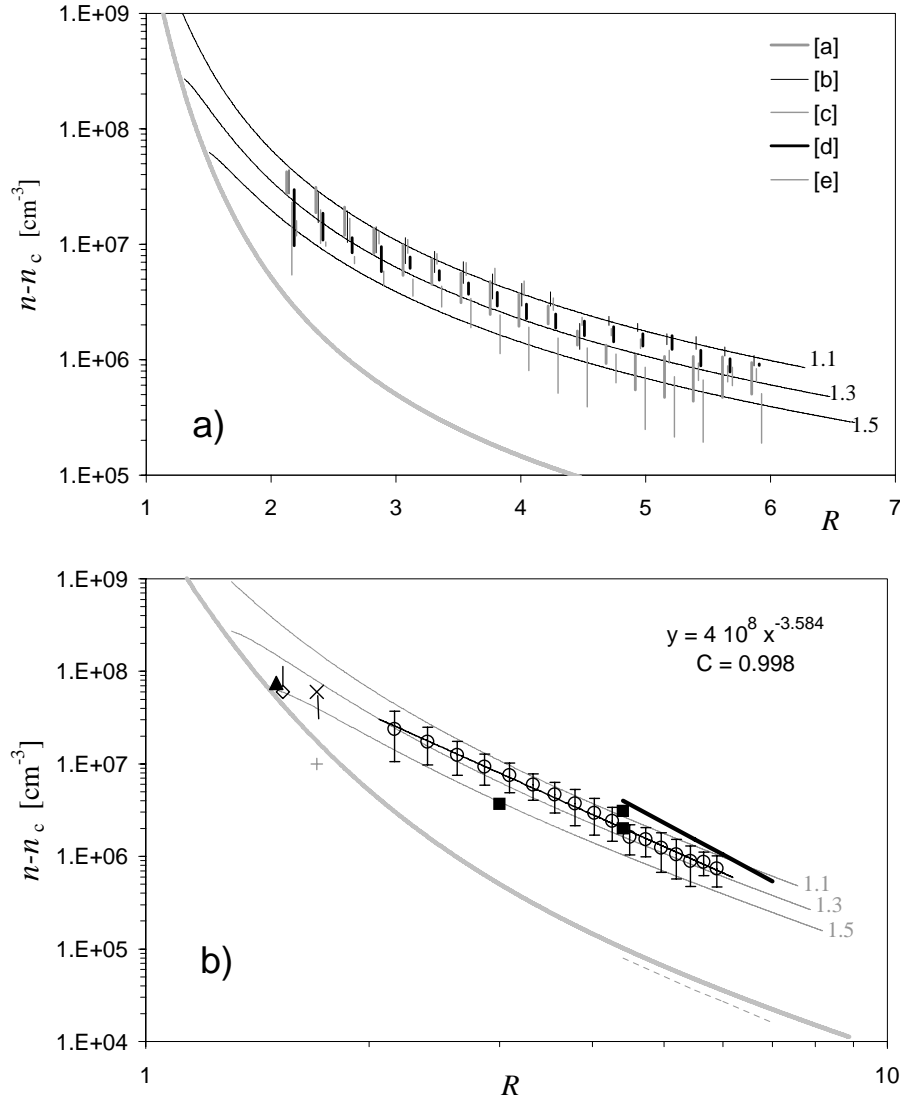 1.E+09
[a]
[b]
1.E+08
[c]
[d]
[e]
n-n_c [cm^-3]
1.E+07
1.E+06
1.1
1.3
1.5
a)
1.E+05
1 2 3 4 5 6 7
R
1.E+09
y = 4 10^8 x^-3.584
C = 0.998
1.E+08
n-n_c [cm^-3]
1.E+07
1.E+06
1.1
1.3
1.5
1.E+05
b)
1.E+04
1 10
R